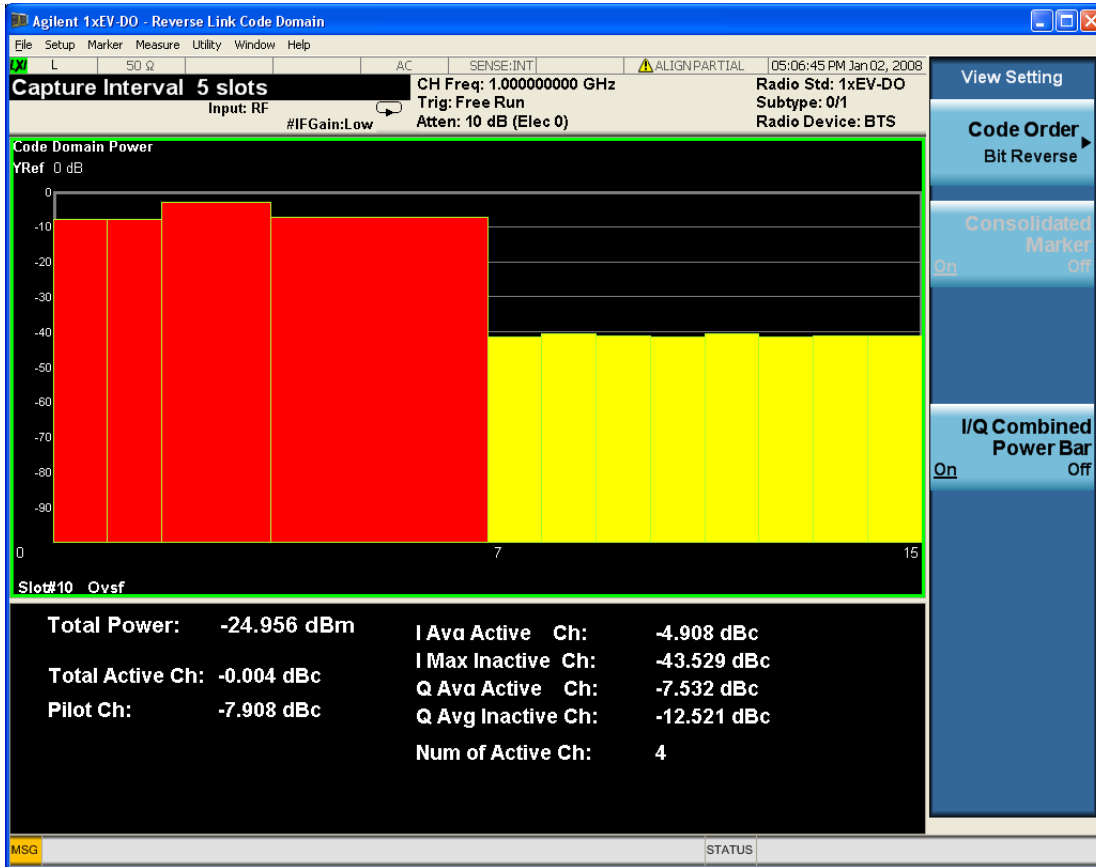 Agilent 1xEV-DO - Reverse Link Code Domain
File Setup Marker Measure Utility Window Help
LXI L 50 Ω AC SENSE:INT ALIGN PARTIAL 05:06:45 PM Jan 02, 2008
Capture Interval 5 slots
Input: RF
#IFGain:Low
CH Freq: 1.000000000 GHz
Trig: Free Run
Atten: 10 dB (Elec 0)
Radio Std: 1xEV-DO
Subtype: 0/1
Radio Device: BTS
Code Domain Power
YRef 0 dB
0
-10
-20
-30
-40
-50
-60
-70
-80
-90
0 7 15
Slot#10 Ovsf
Total Power: -24.956 dBm
Total Active Ch: -0.004 dBc
Pilot Ch: -7.908 dBc
I Avg Active Ch: -4.908 dBc
I Max Inactive Ch: -43.529 dBc
Q Avg Active Ch: -7.532 dBc
Q Avg Inactive Ch: -12.521 dBc
Num of Active Ch: 4
View Setting
Code Order
Bit Reverse
Consolidated
Marker
On Off
I/Q Combined
Power Bar
On Off
MSG STATUS